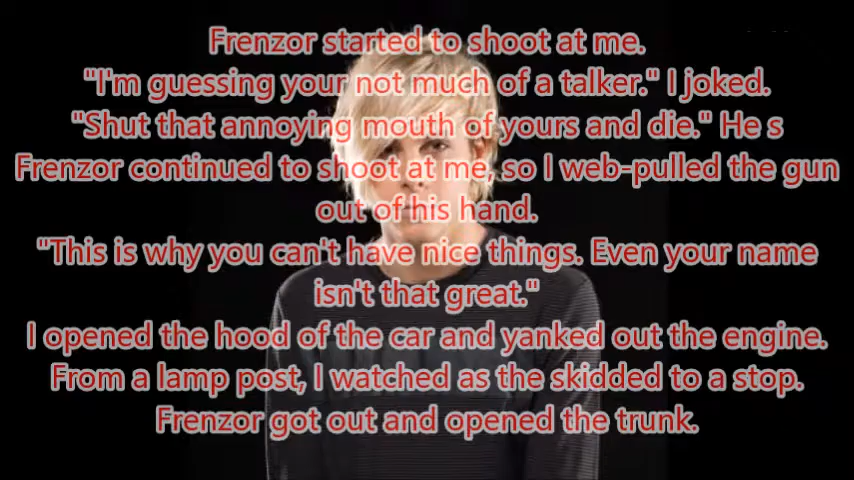 Frenzor started to shoot at me.
"I'm guessing your not much of a talker." I joked.
"Shut that annoying mouth of yours and die." He s
Frenzor continued to shoot at me, so I web-pulled the gun
out of his hand.
"This is why you can't have nice things. Even your name
isn't that great."
I opened the hood of the car and yanked out the engine.
From a lamp post, I watched as the skidded to a stop.
Frenzor got out and opened the trunk.